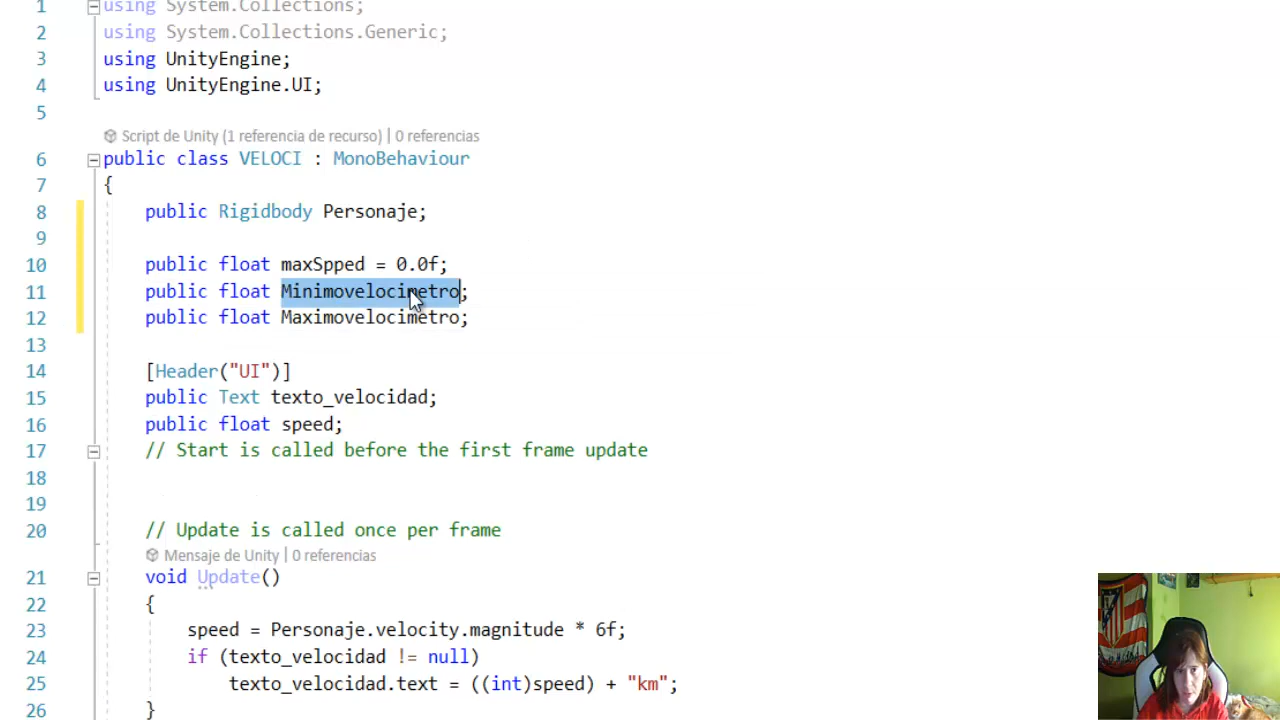 1 using System.Collections;
2 using System.Collections.Generic;
3 using UnityEngine;
4 using UnityEngine.UI;
5
Script de Unity (1 referencia de recurso) | 0 referencias
6 public class VELOCI : MonoBehaviour
7 {
8 public Rigidbody Personaje;
9
10 public float maxSpped = 0.0f;
11 public float Minimovelocimetro;
12 public float Maximovelocimetro;
13
14 [Header("UI")]
15 public Text texto_velocidad;
16 public float speed;
17 // Start is called before the first frame update
18
19
20 // Update is called once per frame
Mensaje de Unity | 0 referencias
21 void Update()
22 {
23 speed = Personaje.velocity.magnitude * 6f;
24 if (texto_velocidad != null)
25 texto_velocidad.text = ((int)speed) + "km";
26 }